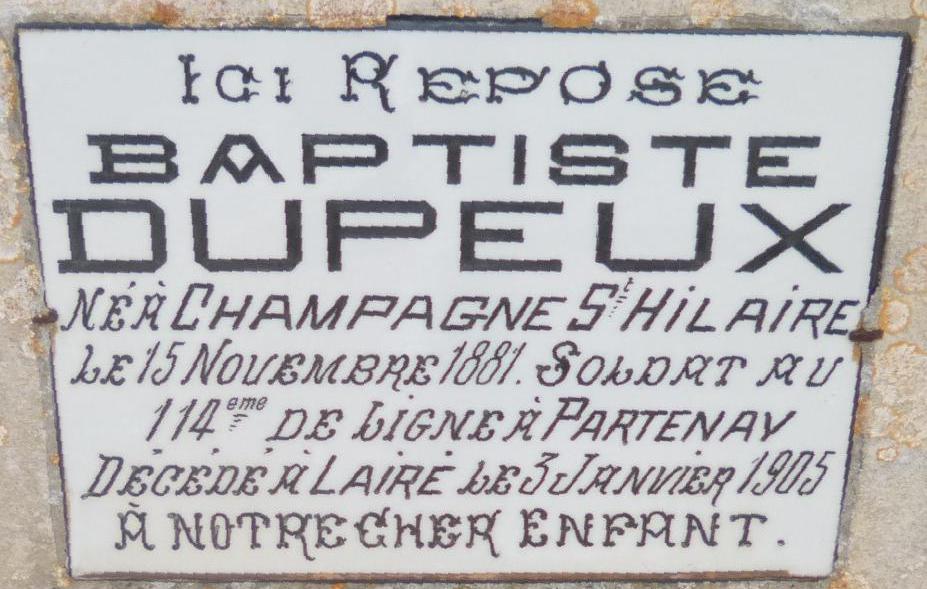 ICI REPOSE
BAPTISTE
DUPEUX
NÉ À CHAMPAGNE St HILAIRE
LE 15 NOVEMBRE 1881. SOLDAT AU
114eme DE LIGNE À PARTENAY
DÉCÉDÉ À LAIRÉ LE 3 JANVIER 1905
À NOTRE CHER ENFANT.